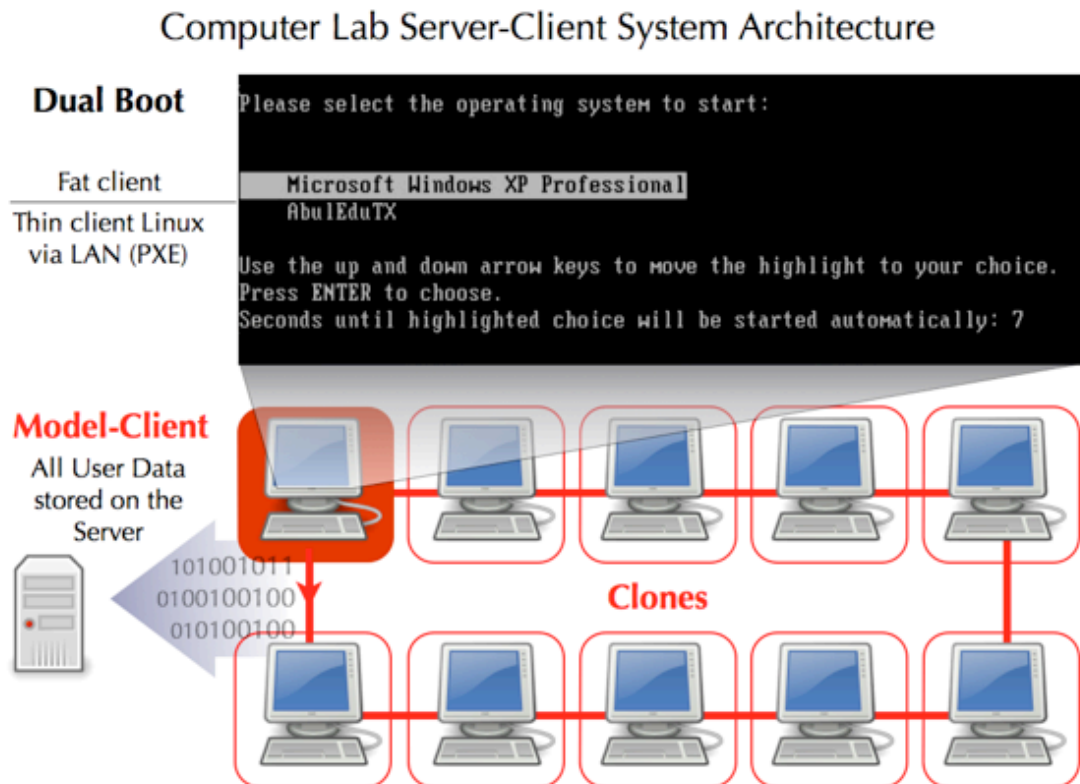 Computer Lab Server-Client System Architecture
Dual Boot
Please select the operating system to start:
Fat client
Microsoft Windows XP Professional
Thin client Linux
via LAN (PXE)
AbulEduTX
Use the up and down arrow keys to move the highlight to your choice.
Press ENTER to choose.
Seconds until highlighted choice will be started automatically: 7
Model-Client
All User Data
stored on the
Server
101001011
0100100100
010100100
Clones